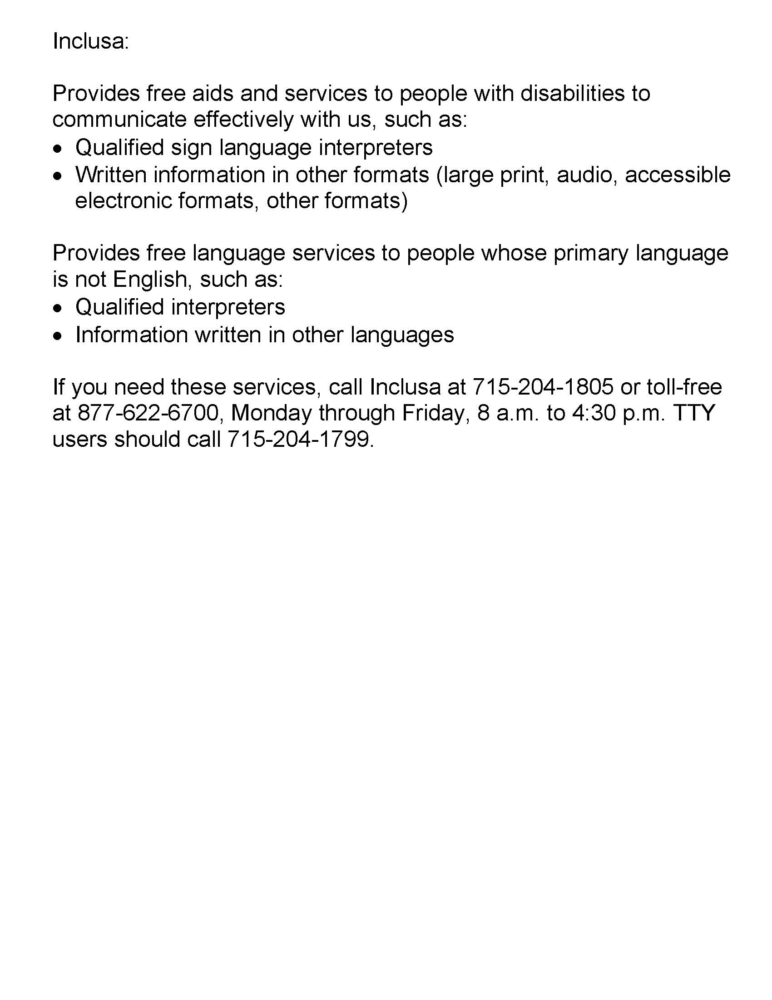 Inclusa:
Provides free aids and services to people with disabilities to
communicate effectively with us, such as:
• Qualified sign language interpreters
• Written information in other formats (large print, audio, accessible
electronic formats, other formats)
Provides free language services to people whose primary language
is not English, such as:
• Qualified interpreters
• Information written in other languages
If you need these services, call Inclusa at 715-204-1805 or toll-free
at 877-622-6700, Monday through Friday, 8 a.m. to 4:30 p.m. TTY
users should call 715-204-1799.